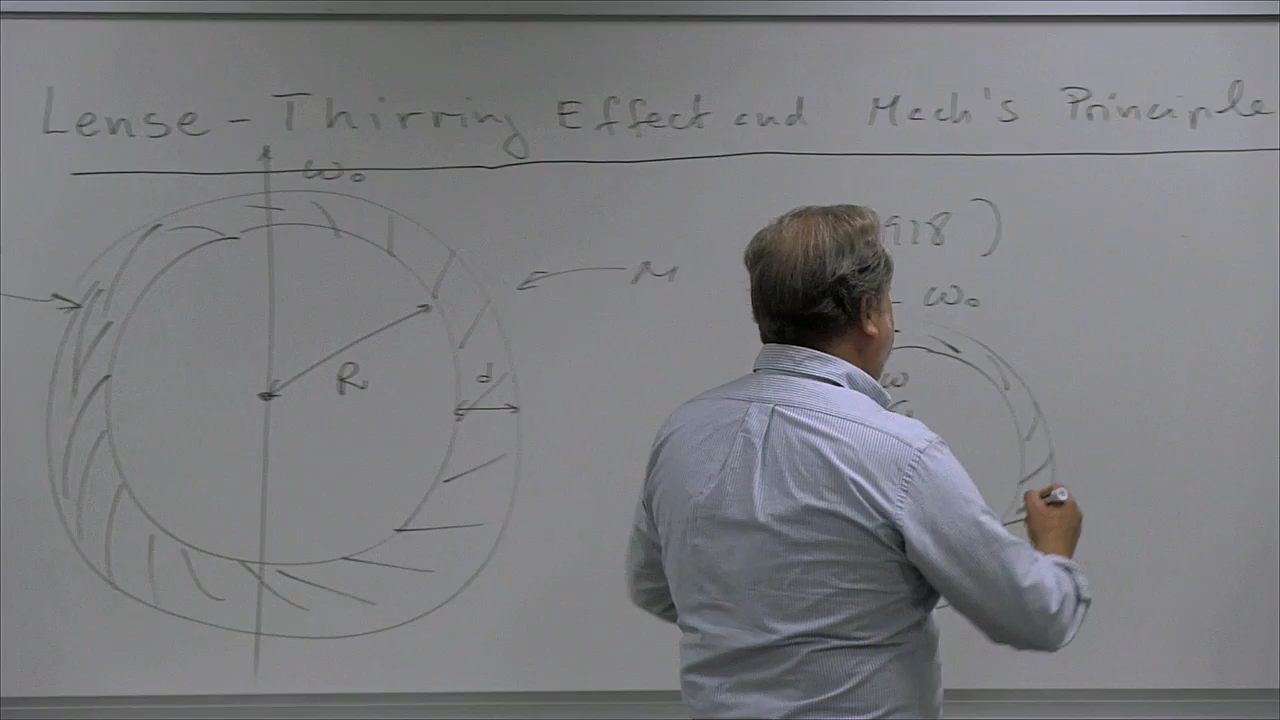 Lense-Thirring Effect and Mach's Principle
ω₀
918)
M
ω₀
R
d
ω